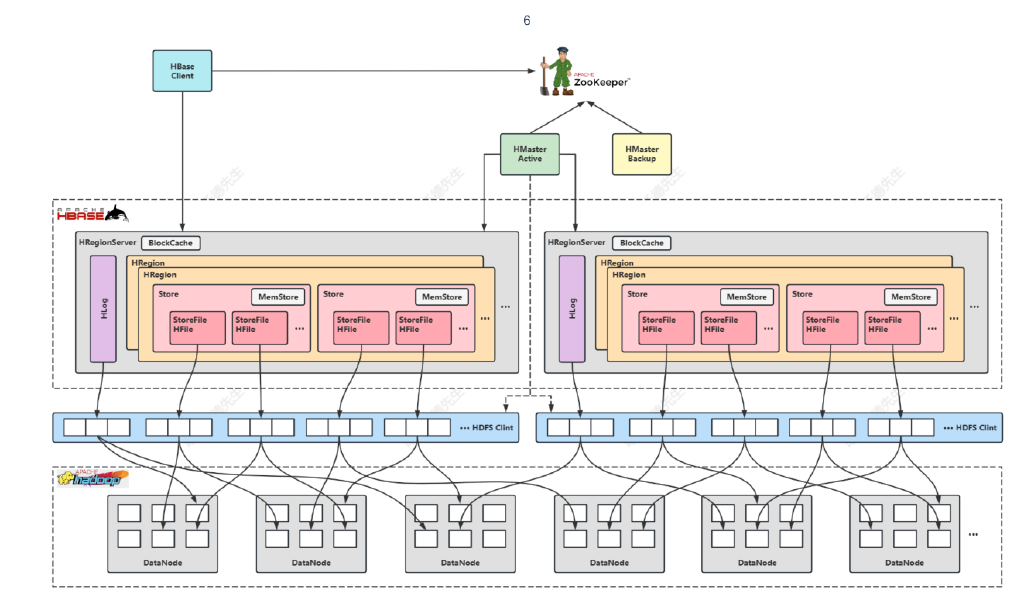 6
HBase
Client
APACHE
ZooKeeper™
HMaster
Active
HMaster
Backup
APACHE
HBASE
HRegionServer
BlockCache
HLog
HRegion
HRegion
Store
MemStore
StoreFile
HFile
StoreFile
HFile
...
Store
MemStore
StoreFile
HFile
StoreFile
HFile
...
...
...
HRegionServer
BlockCache
HLog
HRegion
HRegion
Store
MemStore
StoreFile
HFile
StoreFile
HFile
...
Store
MemStore
StoreFile
HFile
StoreFile
HFile
...
...
...
... HDFS Clint
... HDFS Clint
APACHE
hadoop
DataNode
DataNode
DataNode
DataNode
DataNode
DataNode
...